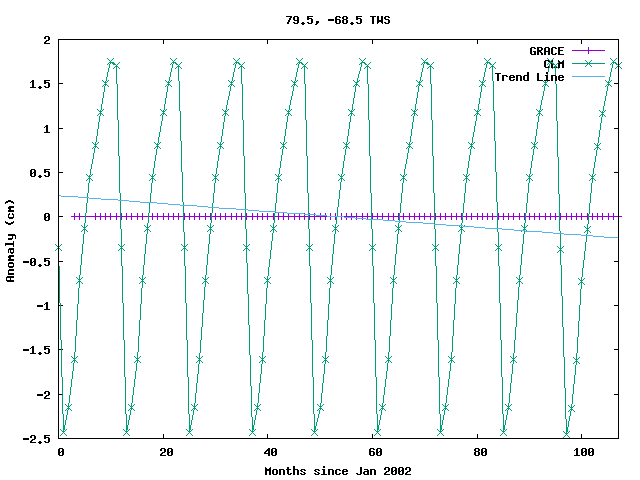 79.5, -68.5 TWS
GRACE
CLM
Trend Line
2
1.5
1
0.5
0
-0.5
-1
-1.5
-2
-2.5
Anomaly (cm)
0 20 40 60 80 100
Months since Jan 2002